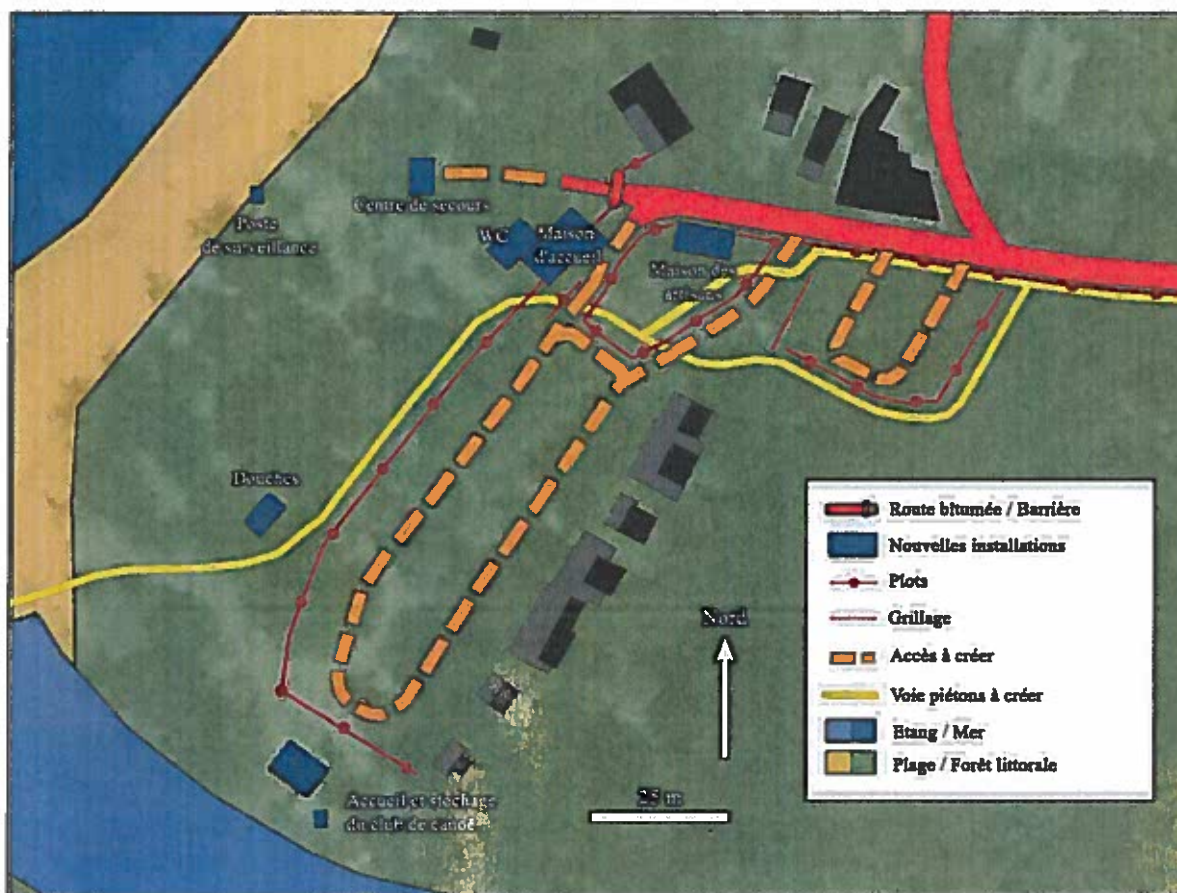 Centre de secours
Poste
de surveillance
WC
Maison
d'accueil
Maison des
artisans
Douches
Accueil et stockage
du club de canoë
Nord
25 m
Route bitumée / Barrière
Nouvelles installations
Plots
Grillage
Accès à créer
Voie piétons à créer
Etang / Mer
Plage / Forêt littorale